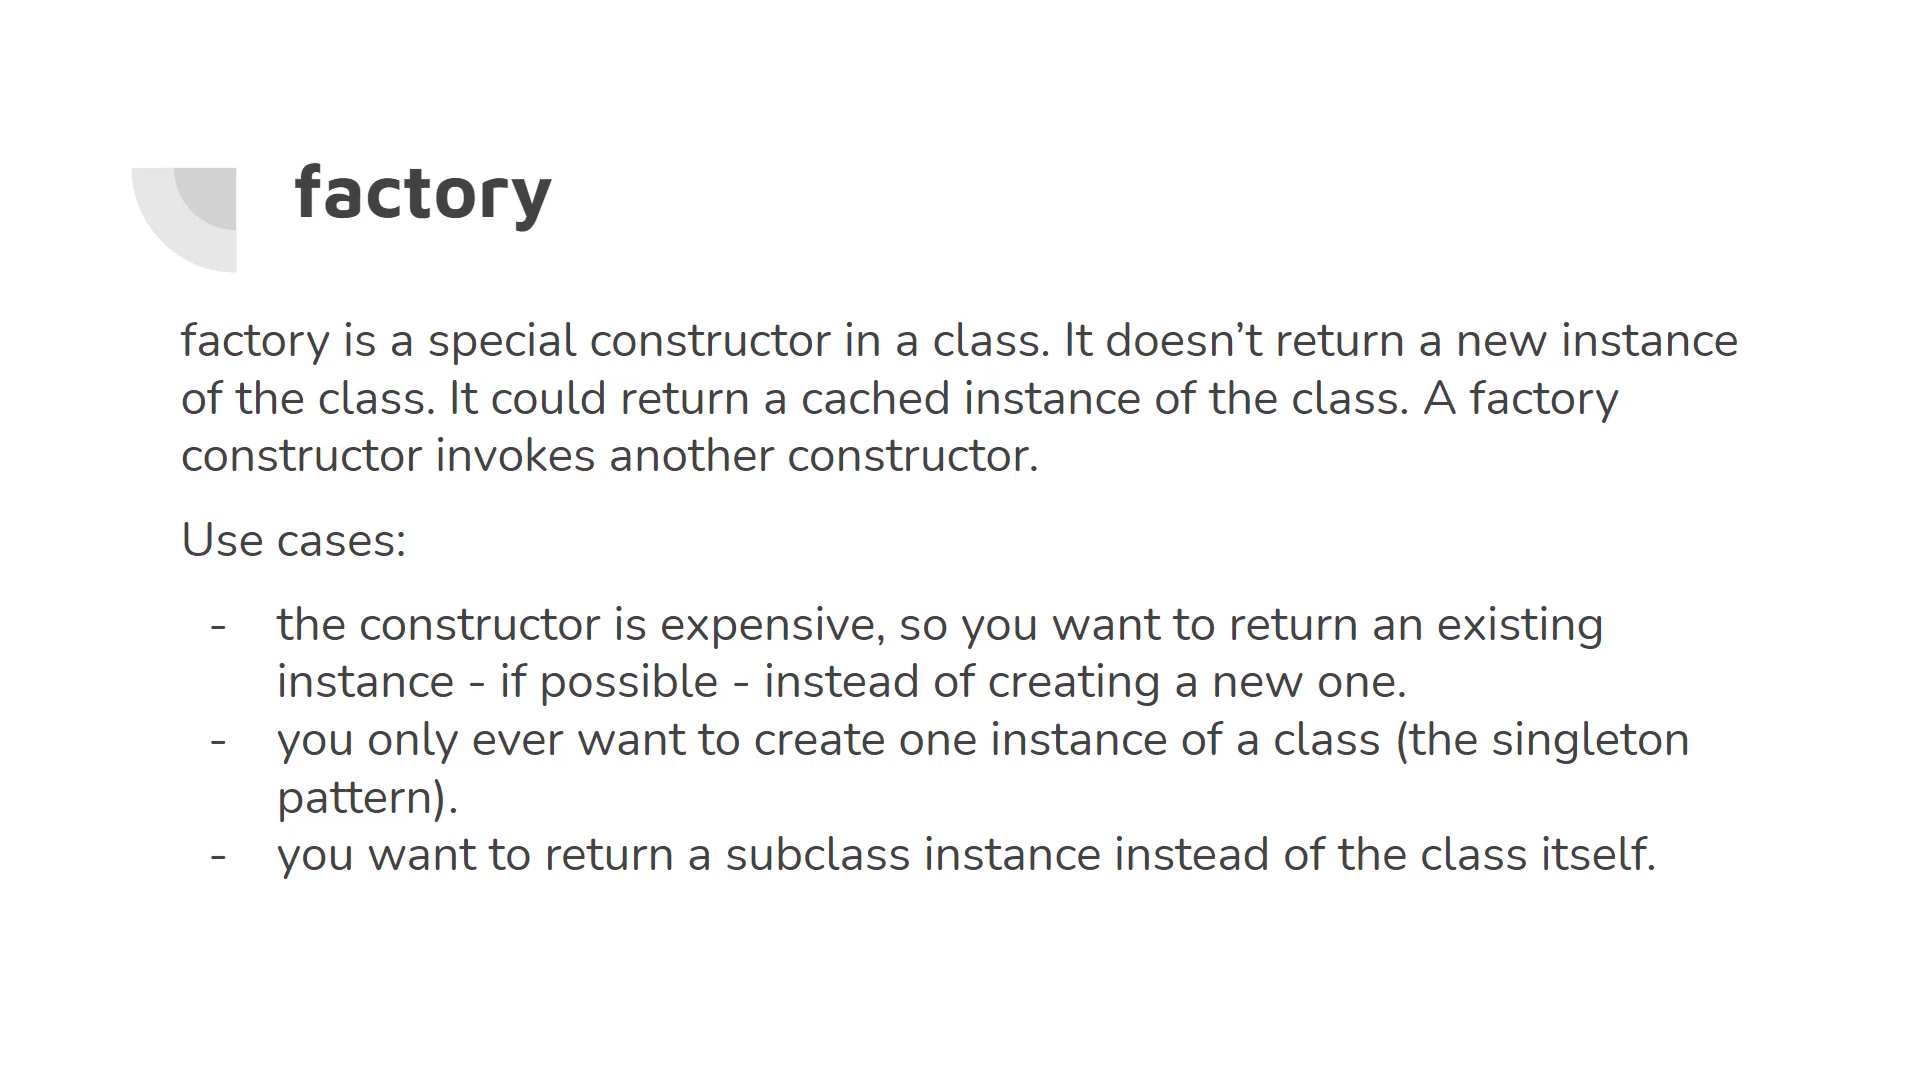 factory
factory is a special constructor in a class. It doesn’t return a new instance
of the class. It could return a cached instance of the class. A factory
constructor invokes another constructor.
Use cases:
- the constructor is expensive, so you want to return an existing
instance - if possible - instead of creating a new one.
- you only ever want to create one instance of a class (the singleton
pattern).
- you want to return a subclass instance instead of the class itself.